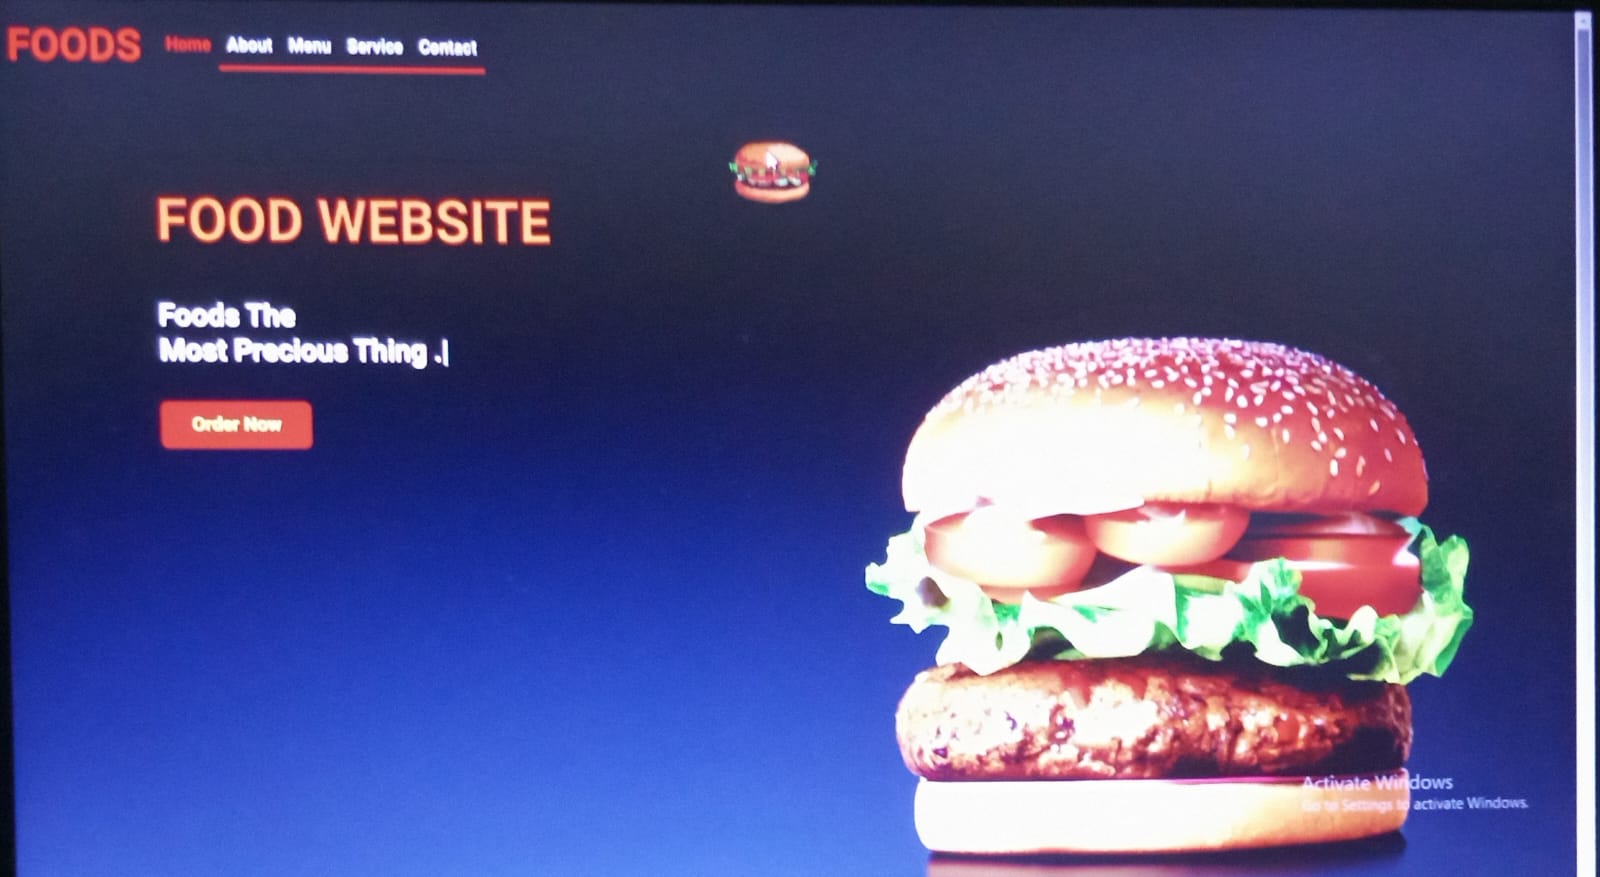 FOODS Home About Menu Service Contact
FOOD WEBSITE
Foods The
Most Precious Thing .|
Order Now
Activate Windows
Go to Settings to activate Windows.